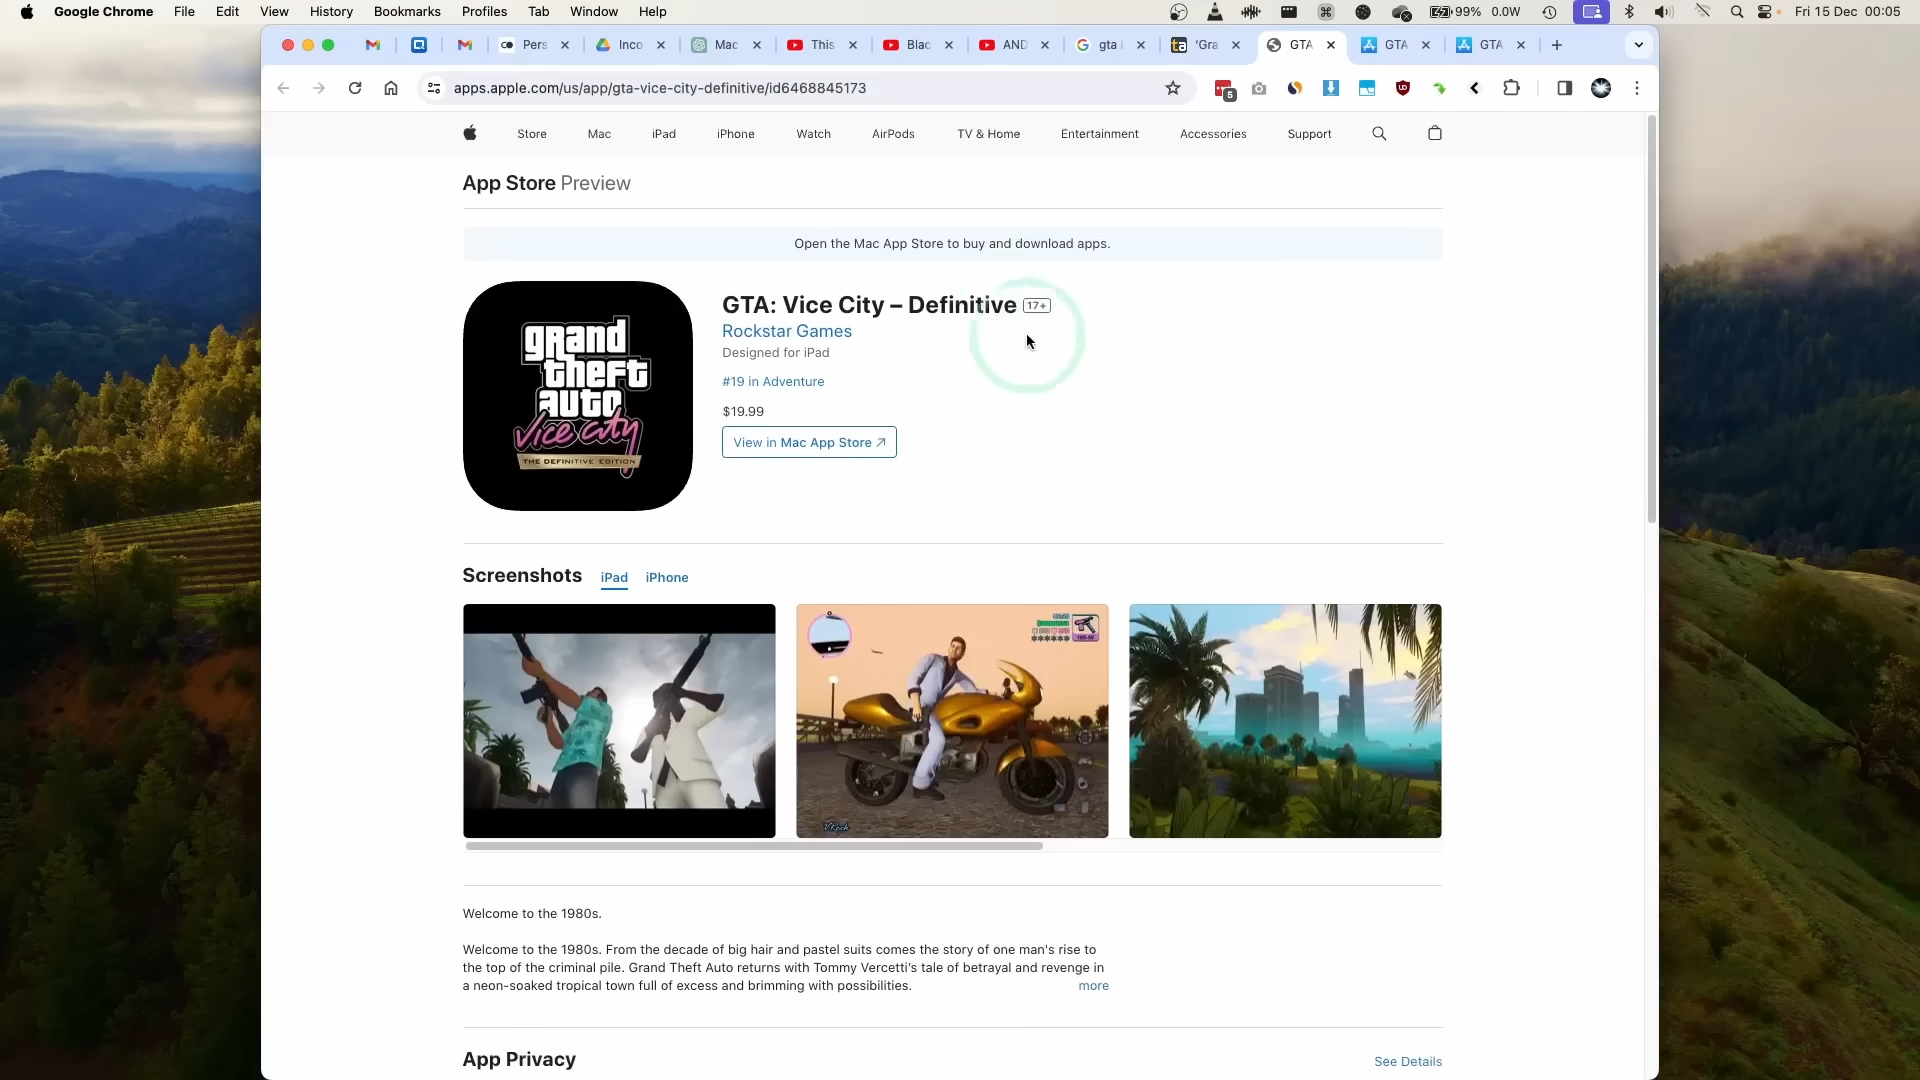 Google Chrome File Edit View History Bookmarks Profiles Tab Window Help 99% 0.0W Fri 15 Dec 00:05
Pers Inco Mac This Blac AND gta i 'Gra GTA GTA GTA
apps.apple.com/us/app/gta-vice-city-definitive/id6468845173 5
Store Mac iPad iPhone Watch AirPods TV & Home Entertainment Accessories Support
App Store Preview
Open the Mac App Store to buy and download apps.
grand
theft
auto
vice city
THE DEFINITIVE EDITION
GTA: Vice City – Definitive 17+
Rockstar Games
Designed for iPad
#19 in Adventure
$19.99
View in Mac App Store ↗
Screenshots iPad iPhone
VRock
Welcome to the 1980s.
Welcome to the 1980s. From the decade of big hair and pastel suits comes the story of one man's rise to
the top of the criminal pile. Grand Theft Auto returns with Tommy Vercetti's tale of betrayal and revenge in
a neon-soaked tropical town full of excess and brimming with possibilities. more
App Privacy See Details